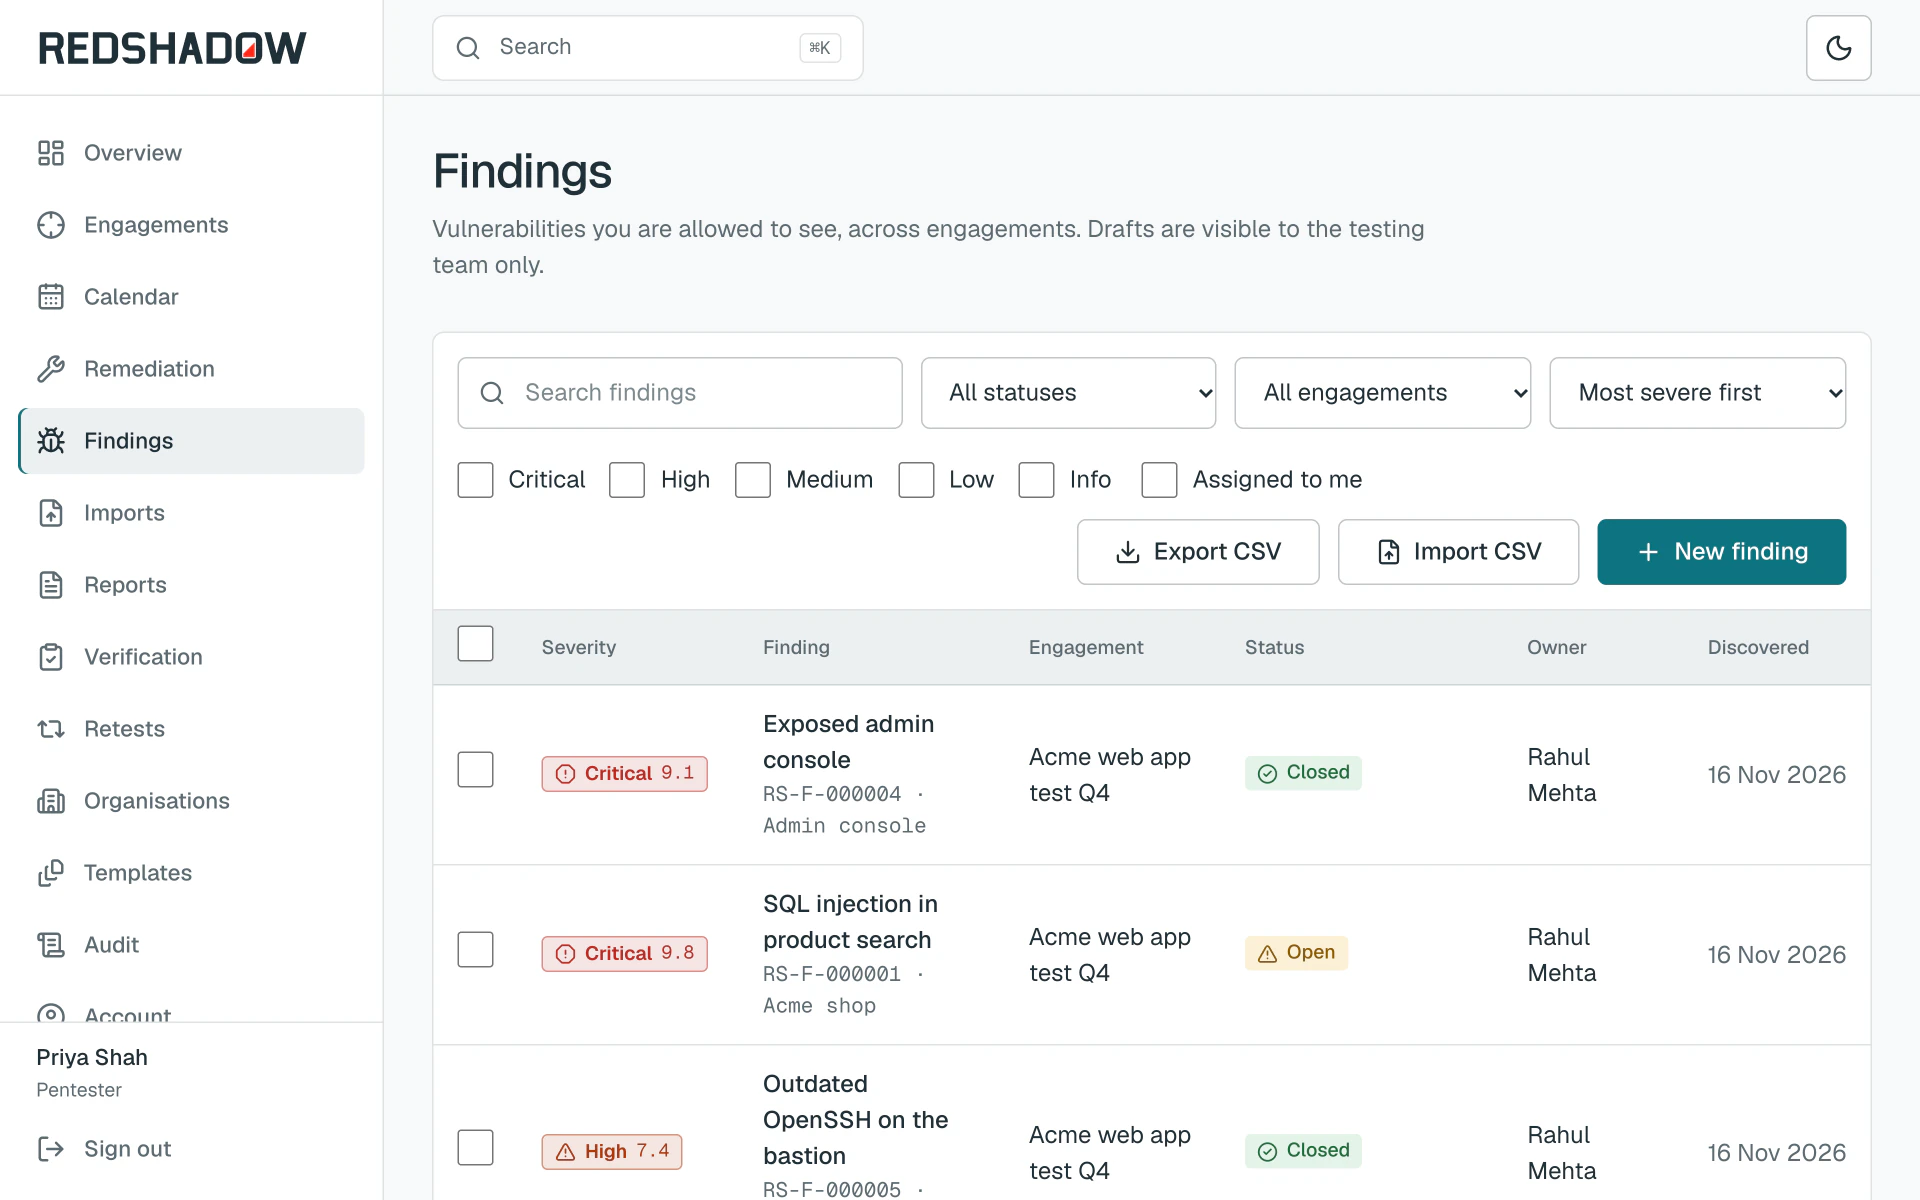 REDSHADOW
Search
⌘K
Overview
Engagements
Calendar
Remediation
Findings
Imports
Reports
Verification
Retests
Organisations
Templates
Audit
Account
Priya Shah
Pentester
Sign out
Findings
Vulnerabilities you are allowed to see, across engagements. Drafts are visible to the testing
team only.
Search findings
All statuses
All engagements
Most severe first
Critical
High
Medium
Low
Info
Assigned to me
Export CSV
Import CSV
New finding
Severity
Finding
Engagement
Status
Owner
Discovered
Critical 9.1
Exposed admin
console
RS-F-000004 ·
Admin console
Acme web app
test Q4
Closed
Rahul
Mehta
16 Nov 2026
Critical 9.8
SQL injection in
product search
RS-F-000001 ·
Acme shop
Acme web app
test Q4
Open
Rahul
Mehta
16 Nov 2026
High 7.4
Outdated
OpenSSH on the
bastion
RS-F-000005 ·
Acme web app
test Q4
Closed
Rahul
Mehta
16 Nov 2026